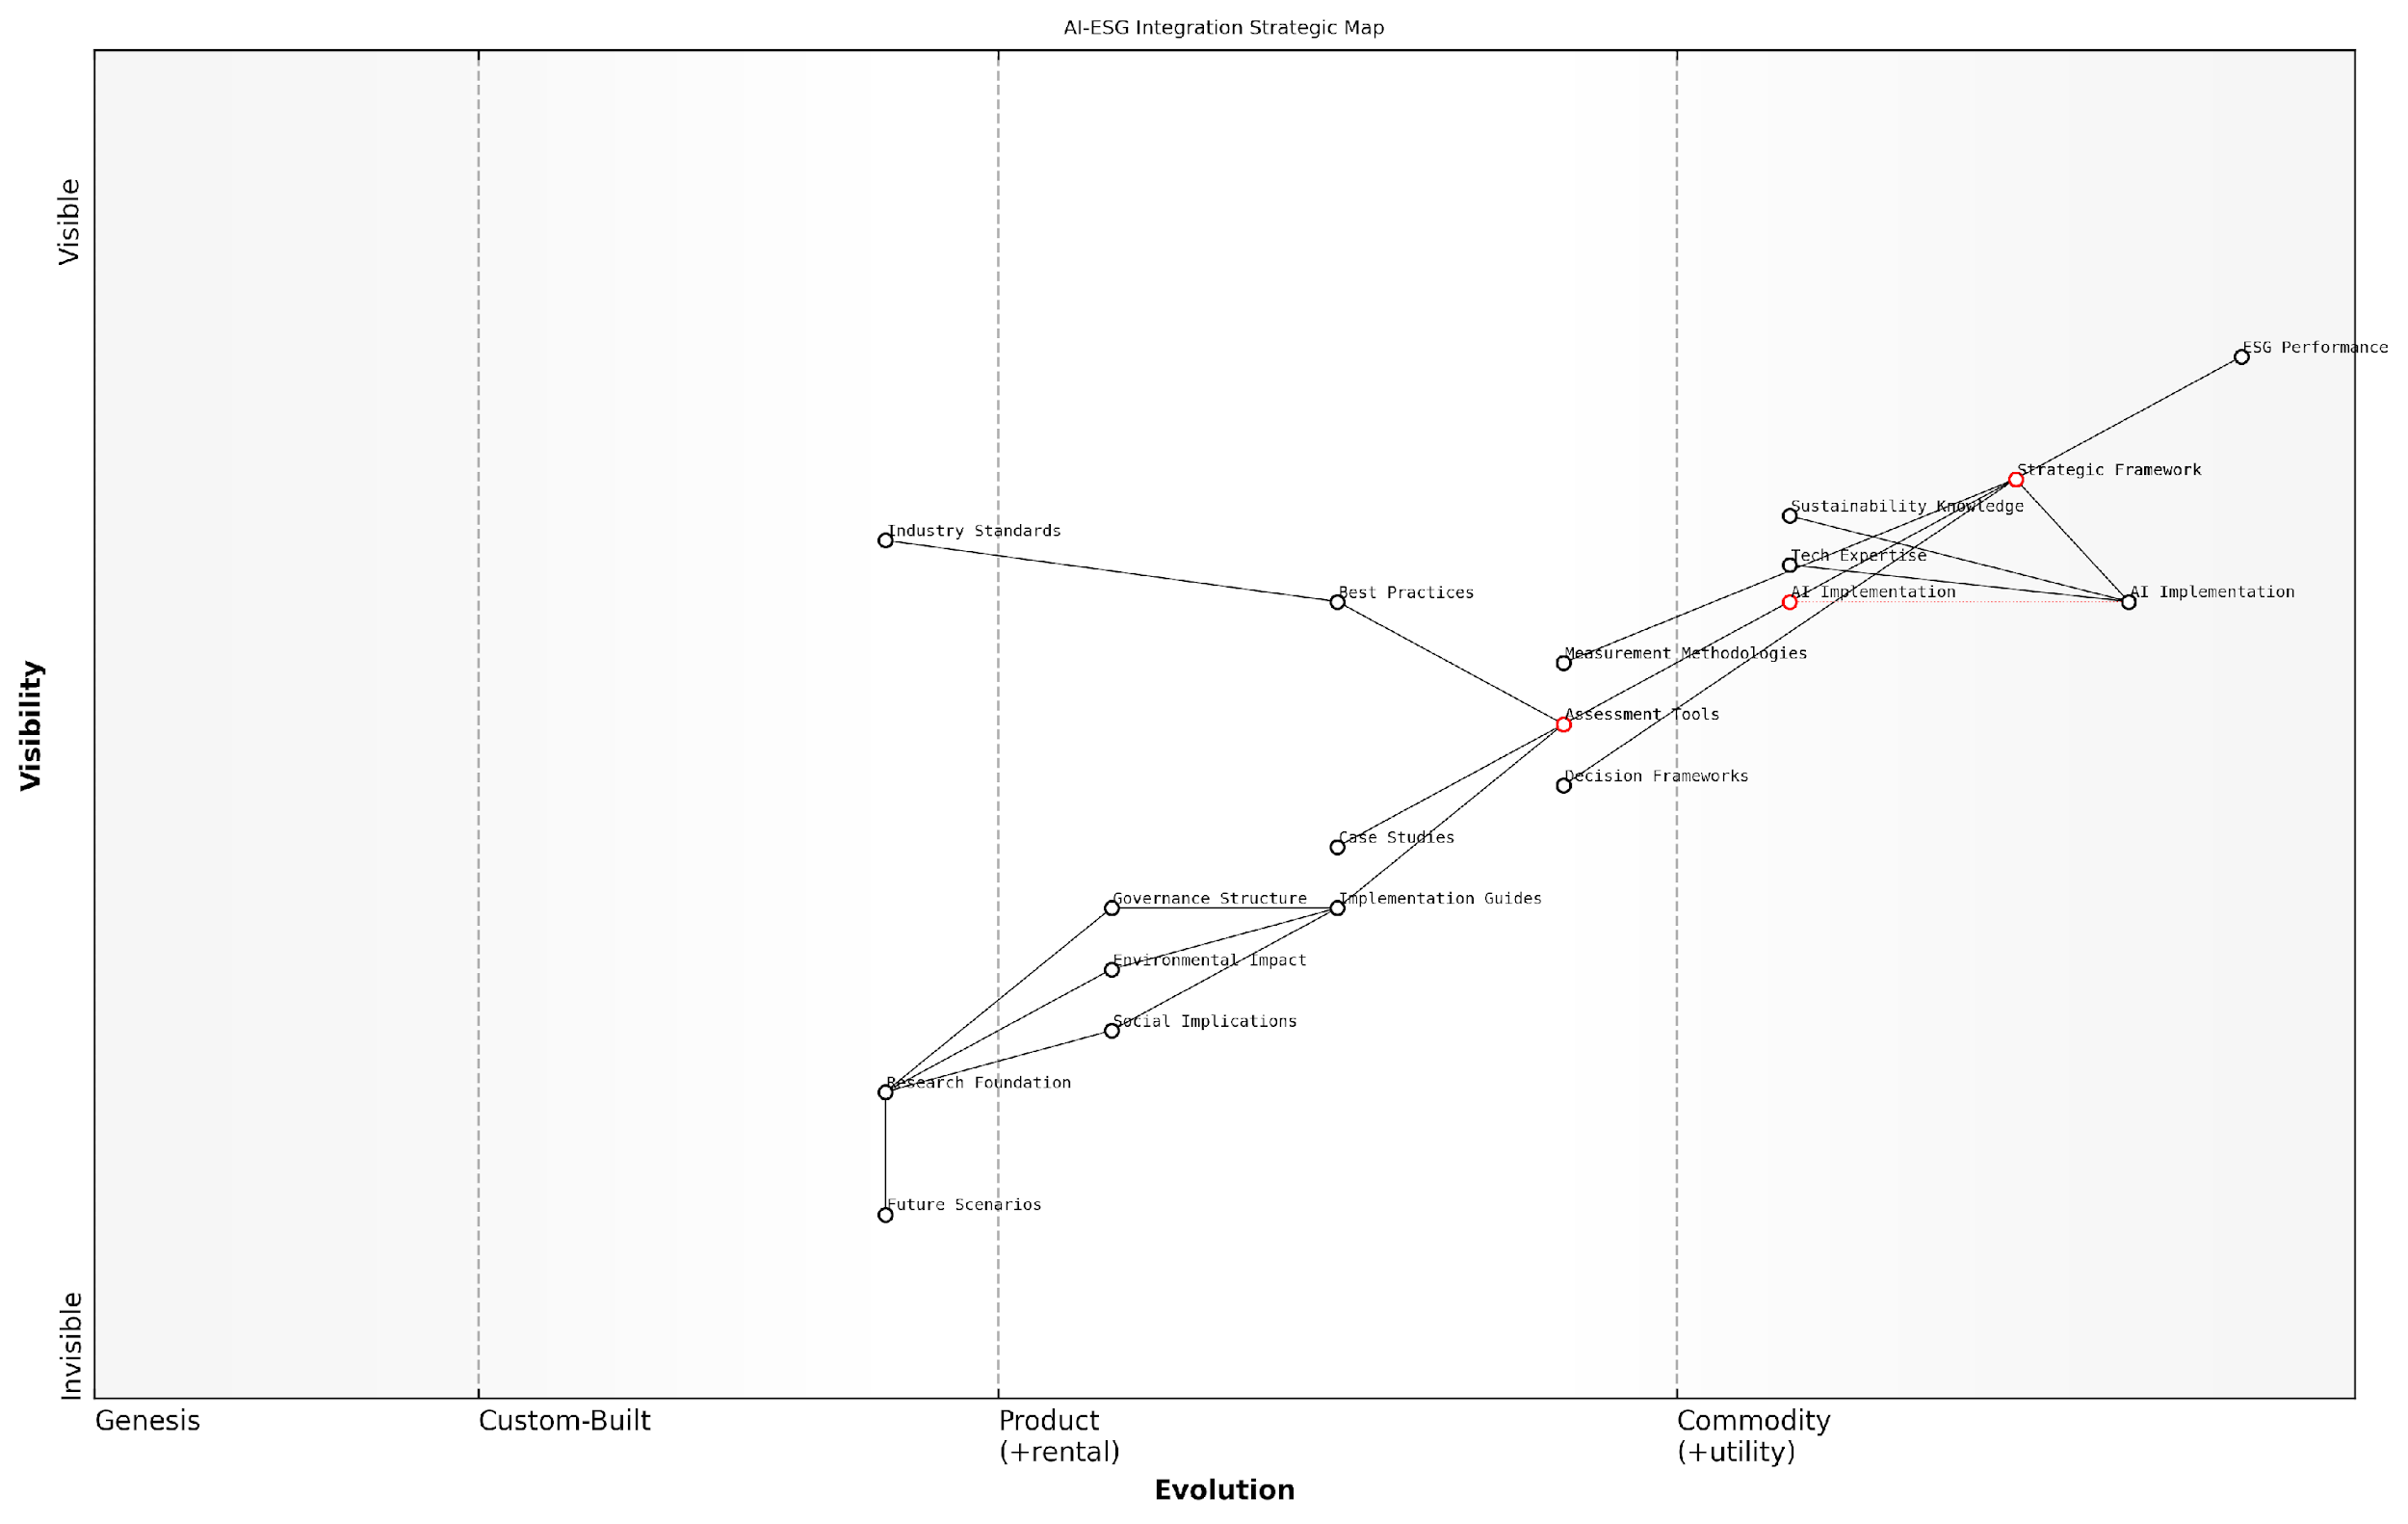 AI-ESG Integration Strategic Map
Visible
ESG Performance
Strategic Framework
Sustainability Knowledge
Industry Standards
Tech Expertise
Best Practices
AI Implementation
AI Implementation
Measurement Methodologies
Visibility
Assessment Tools
Decision Frameworks
Case Studies
Governance Structure
Implementation Guides
Environmental Impact
Social Implications
Research Foundation
Future Scenarios
Invisible
Genesis
Custom-Built
Product
(+rental)
Commodity
(+utility)
Evolution